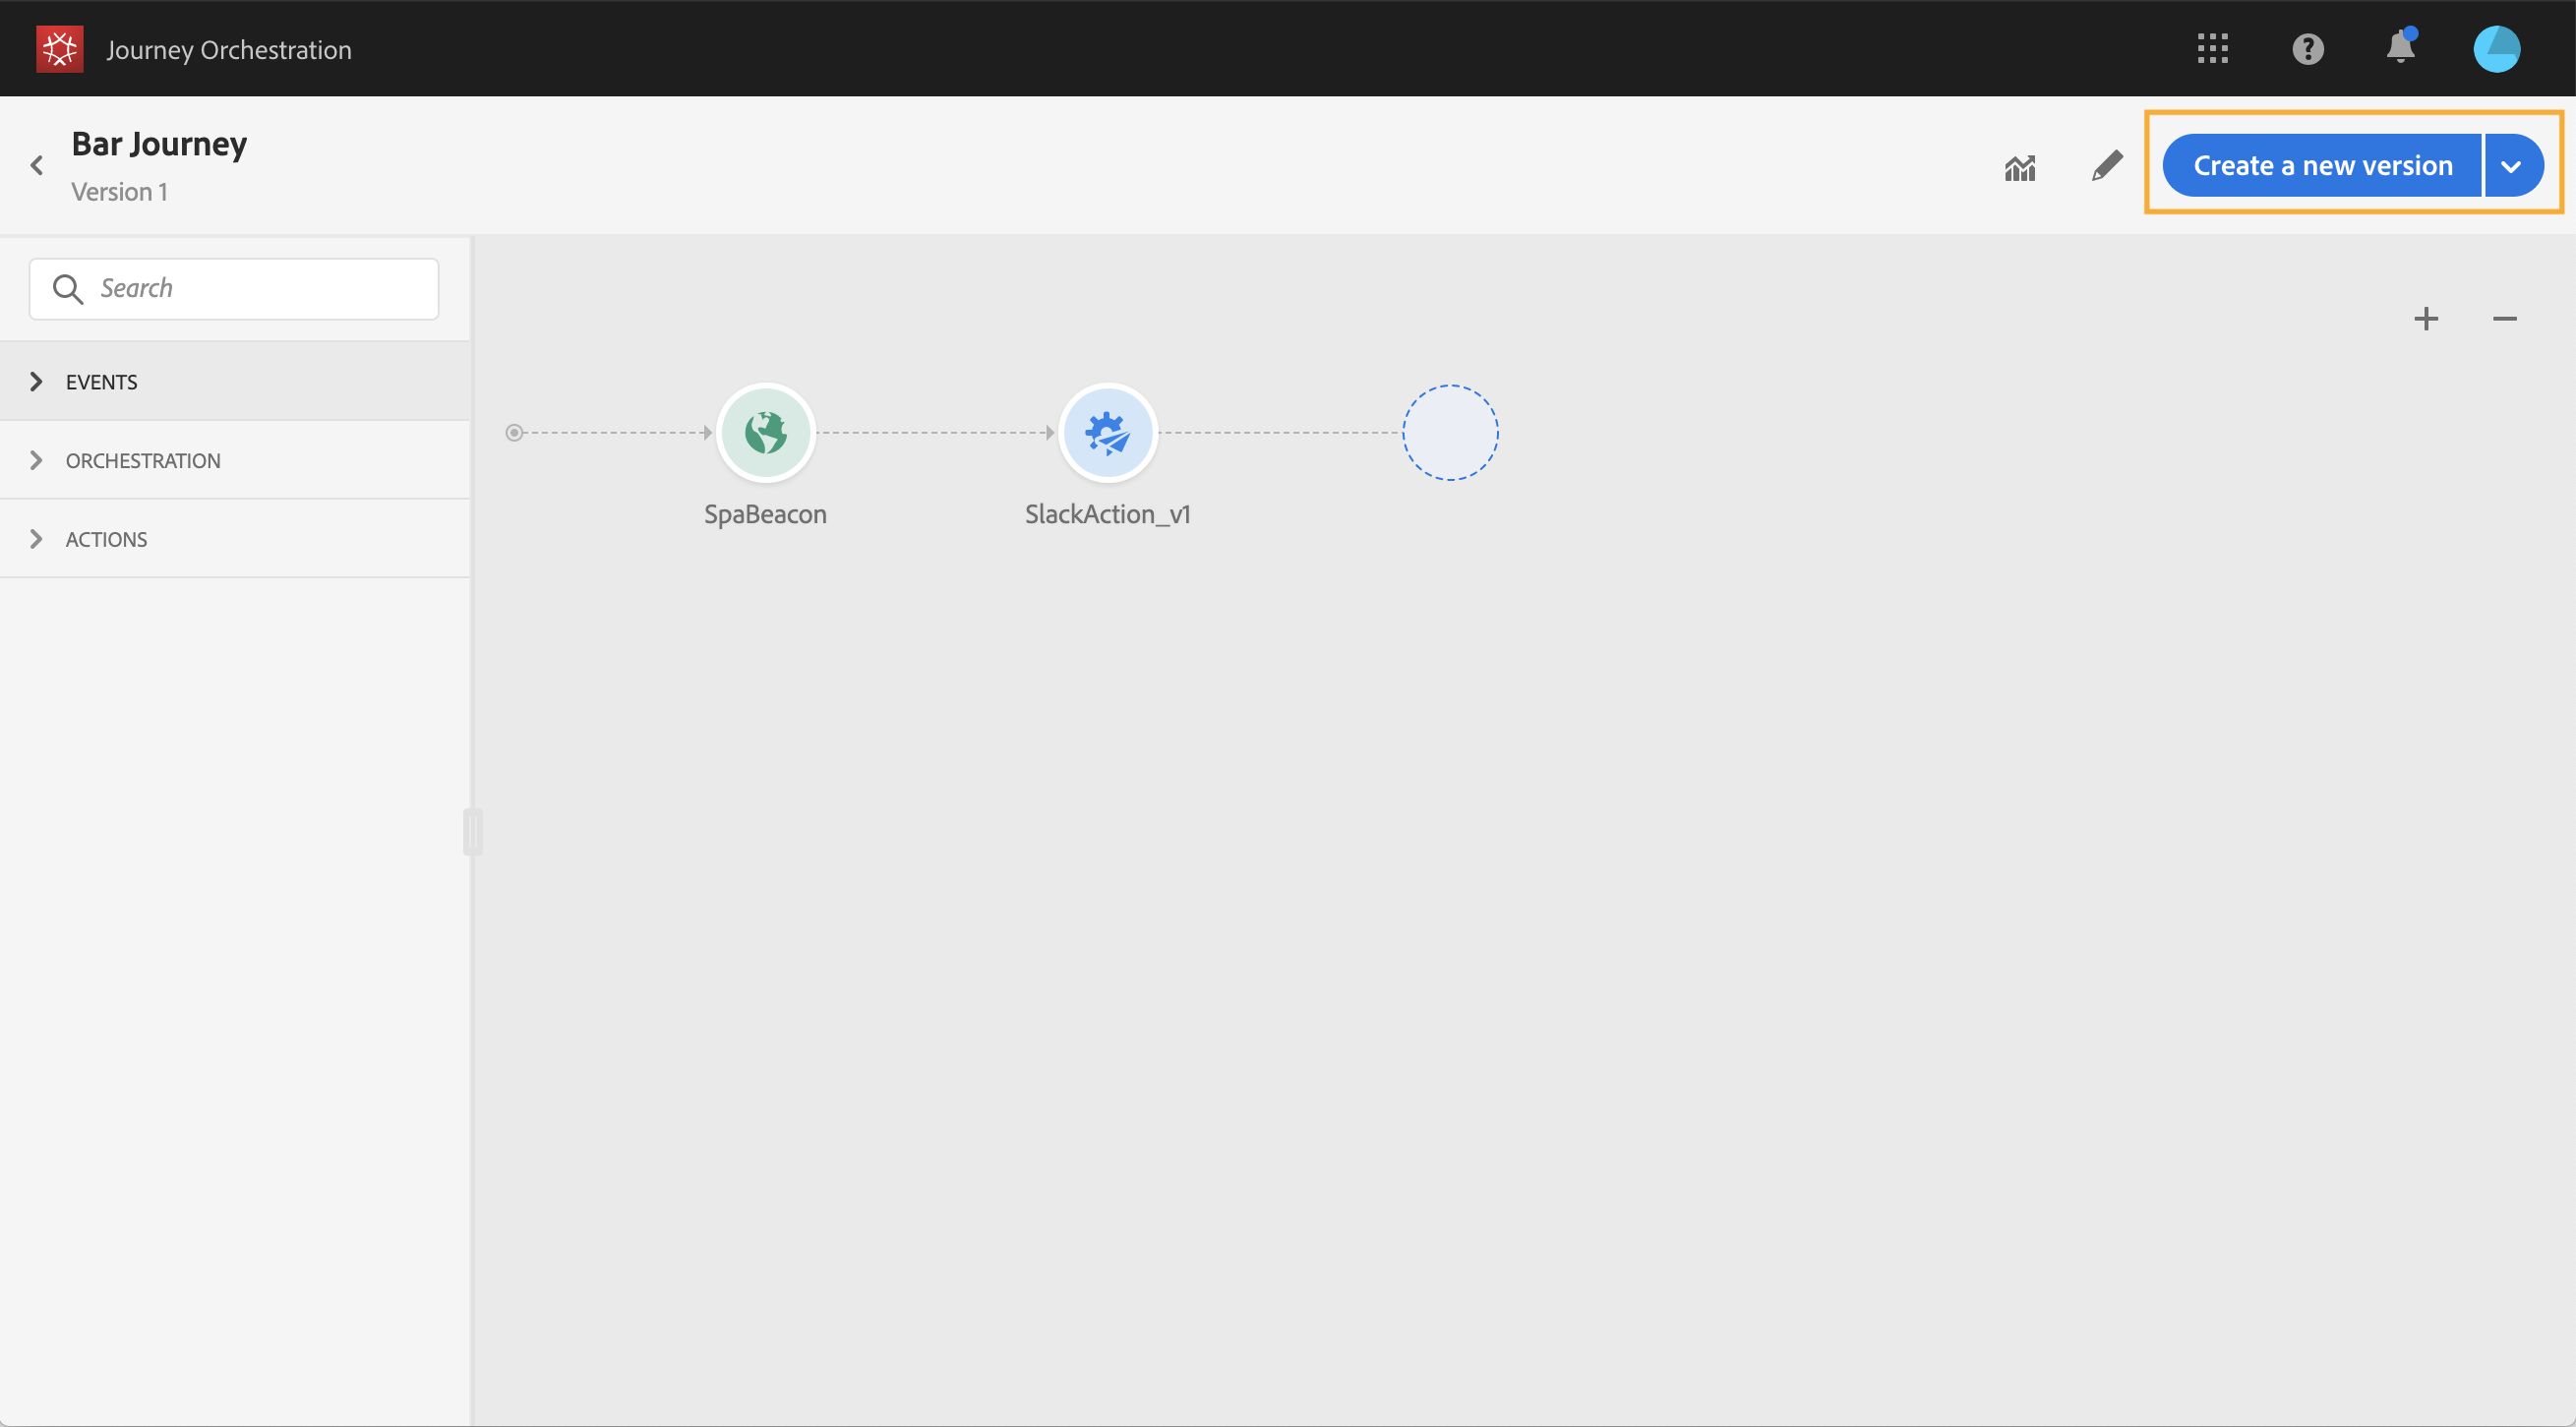 Journey Orchestration
Bar Journey
Version 1
Create a new version
Search
EVENTS
ORCHESTRATION
ACTIONS
SpaBeacon
SlackAction_v1